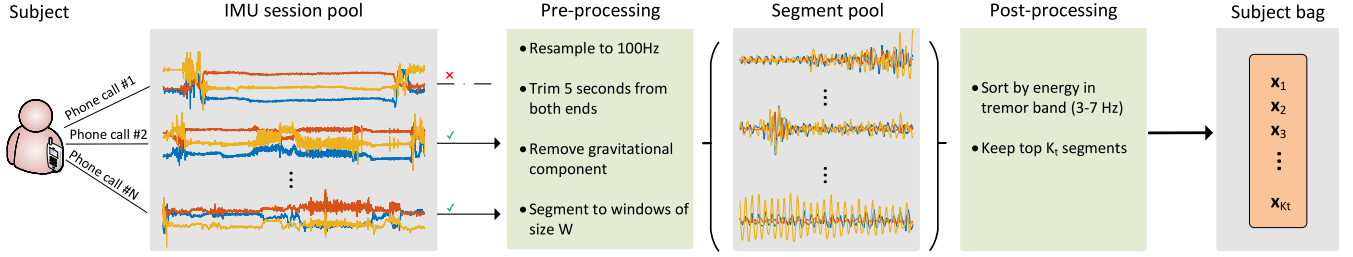 Subject
IMU session pool
Pre-processing
Segment pool
Post-processing
Subject bag
Phone call #1
Phone call #2
Phone call #N
• Resample to 100Hz
• Trim 5 seconds from
both ends
• Remove gravitational
component
• Segment to windows of
size W
• Sort by energy in
tremor band (3-7 Hz)
• Keep top Kt segments
x1
x2
x3
xKt